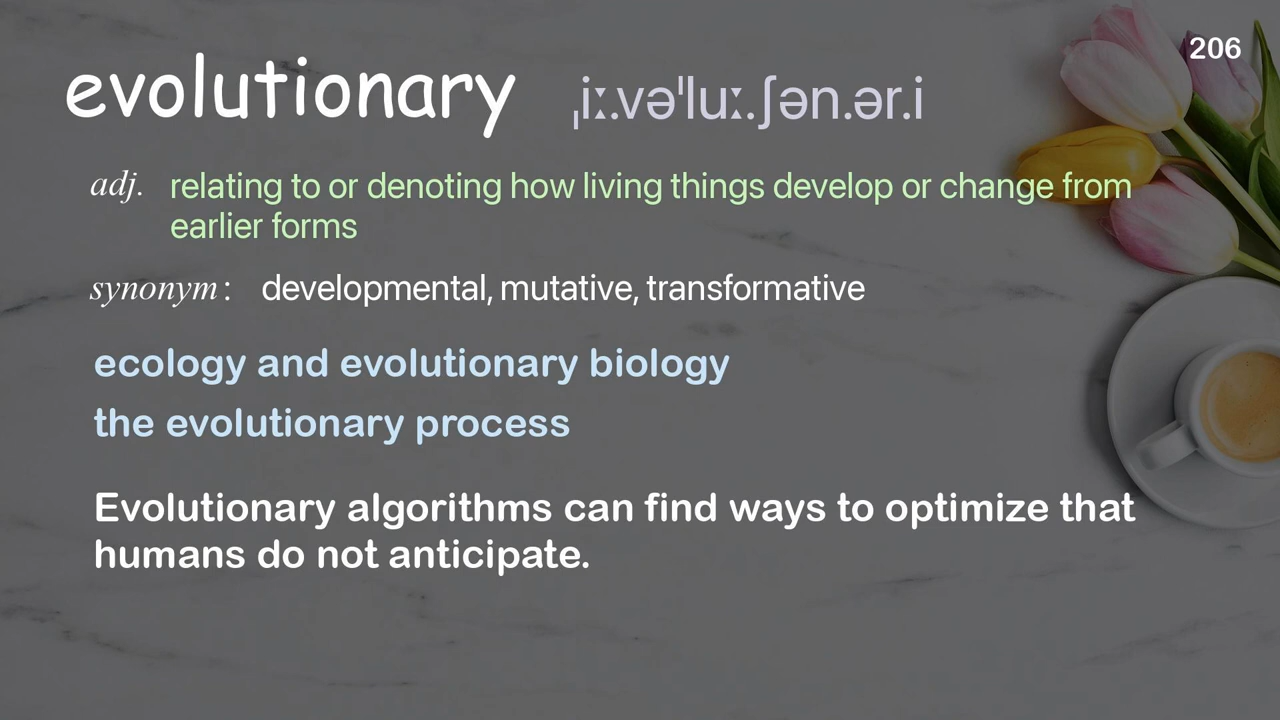 206
evolutionary ˌiː.vəˈluː.ʃən.ər.i
adj. relating to or denoting how living things develop or change from
earlier forms
synonym: developmental, mutative, transformative
ecology and evolutionary biology
the evolutionary process
Evolutionary algorithms can find ways to optimize that
humans do not anticipate.